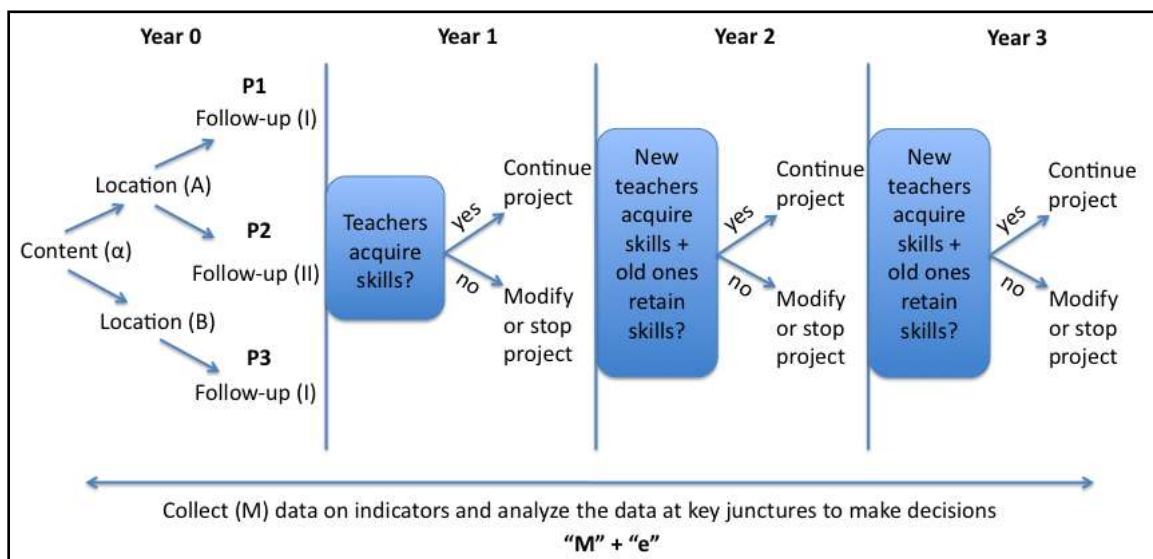 Year 0
Year 1
Year 2
Year 3
P1
Follow-up (I)
Location (A)
P2
Content (α)
Follow-up (II)
Location (B)
P3
Follow-up (I)
Teachers
acquire
skills?
yes
no
Continue
project
Modify
or stop
project
New
teachers
acquire
skills +
old ones
retain
skills?
yes
no
Continue
project
Modify
or stop
project
New
teachers
acquire
skills +
old ones
retain
skills?
yes
no
Continue
project
Modify
or stop
project
Collect (M) data on indicators and analyze the data at key junctures to make decisions
“M” + “e”